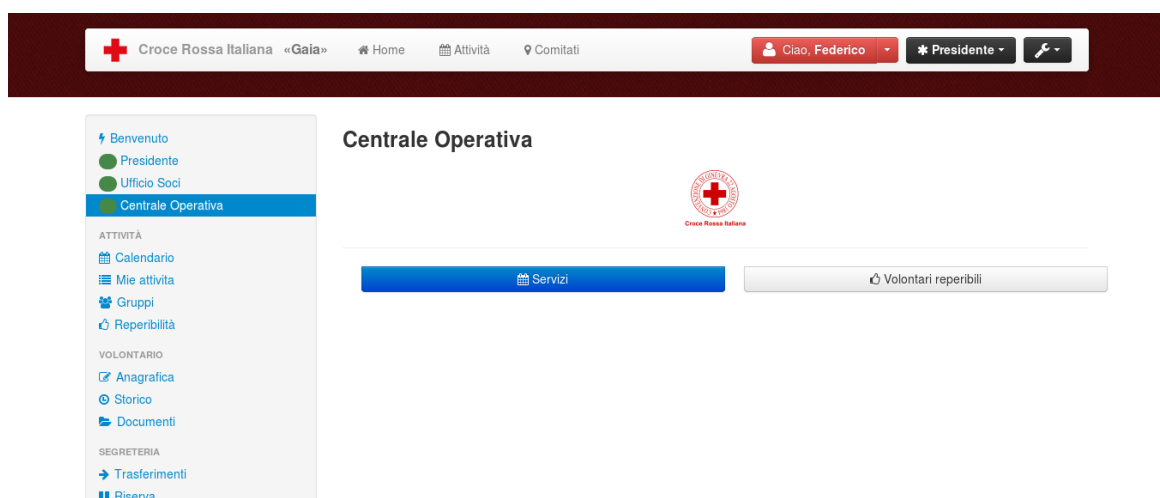 Croce Rossa Italiana «Gaia» Home Attività Comitati Ciao, Federico Presidente
Benvenuto
Presidente
Ufficio Soci
Centrale Operativa
ATTIVITÀ
Calendario
Mie attivita
Gruppi
Reperibilità
VOLONTARIO
Anagrafica
Storico
Documenti
SEGRETERIA
Trasferimenti
Riserva
Centrale Operativa
Croce Rossa Italiana
Servizi Volontari reperibili